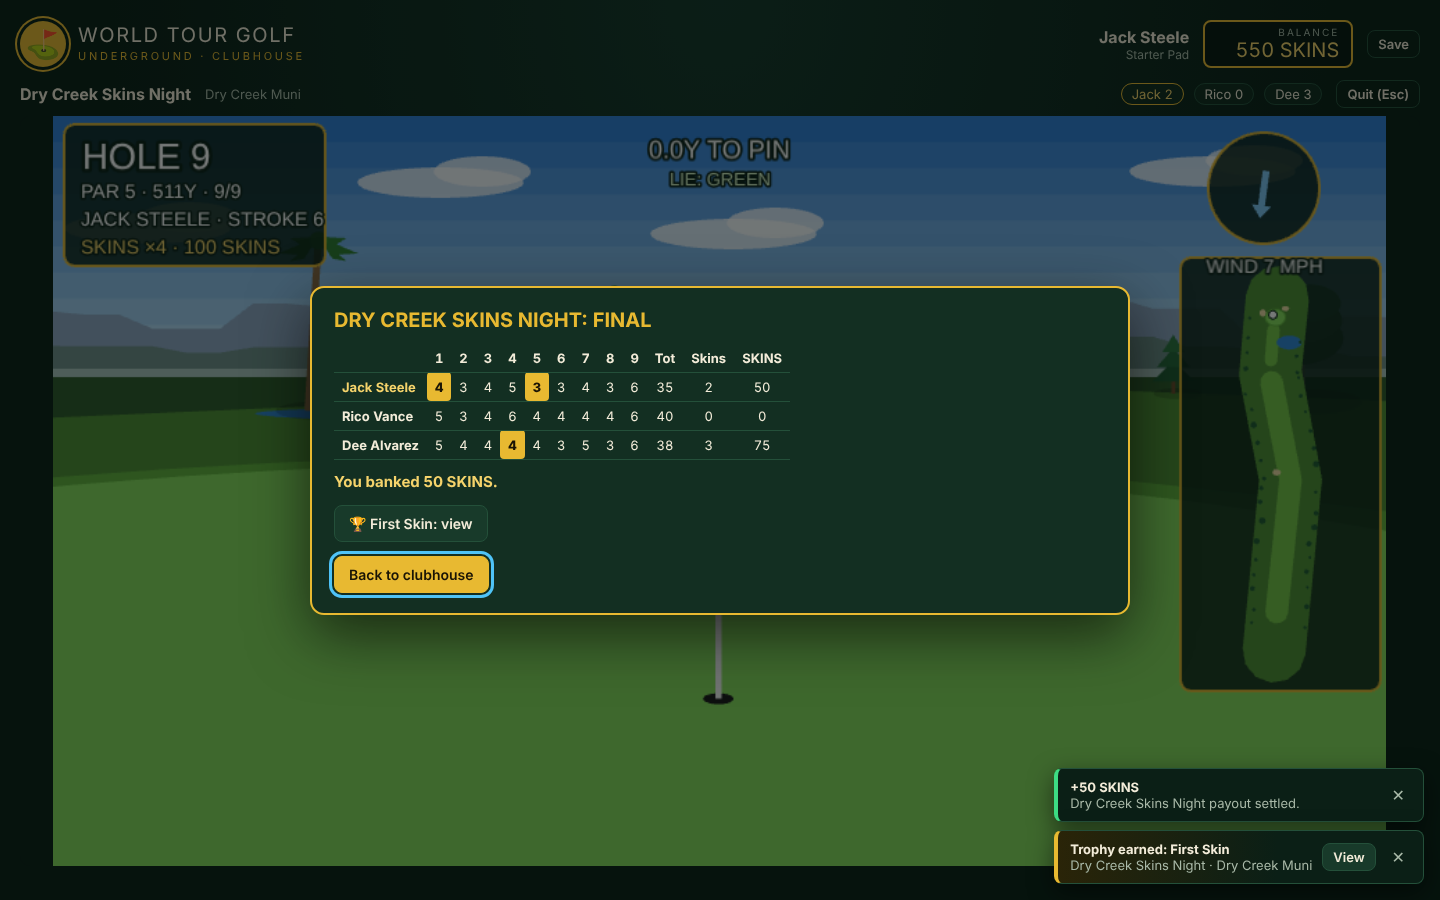 WORLD TOUR GOLF
UNDERGROUND · CLUBHOUSE
Jack Steele
Starter Pad
BALANCE
550 SKINS
Save
Dry Creek Skins Night Dry Creek Muni
Jack 2 Rico 0 Dee 3 Quit (Esc)
HOLE 9
PAR 5 · 511Y · 9/9
JACK STEELE · STROKE 6
SKINS ×4 · 100 SKINS
0.0Y TO PIN
LIE: GREEN
WIND 7 MPH
DRY CREEK SKINS NIGHT: FINAL
1 2 3 4 5 6 7 8 9 Tot Skins SKINS
Jack Steele 4 3 4 5 3 3 4 3 6 35 2 50
Rico Vance 5 3 4 6 4 4 4 4 6 40 0 0
Dee Alvarez 5 4 4 4 4 3 5 3 6 38 3 75
You banked 50 SKINS.
🏆 First Skin: view
Back to clubhouse
+50 SKINS
Dry Creek Skins Night payout settled.
✕
Trophy earned: First Skin
Dry Creek Skins Night · Dry Creek Muni
View ✕